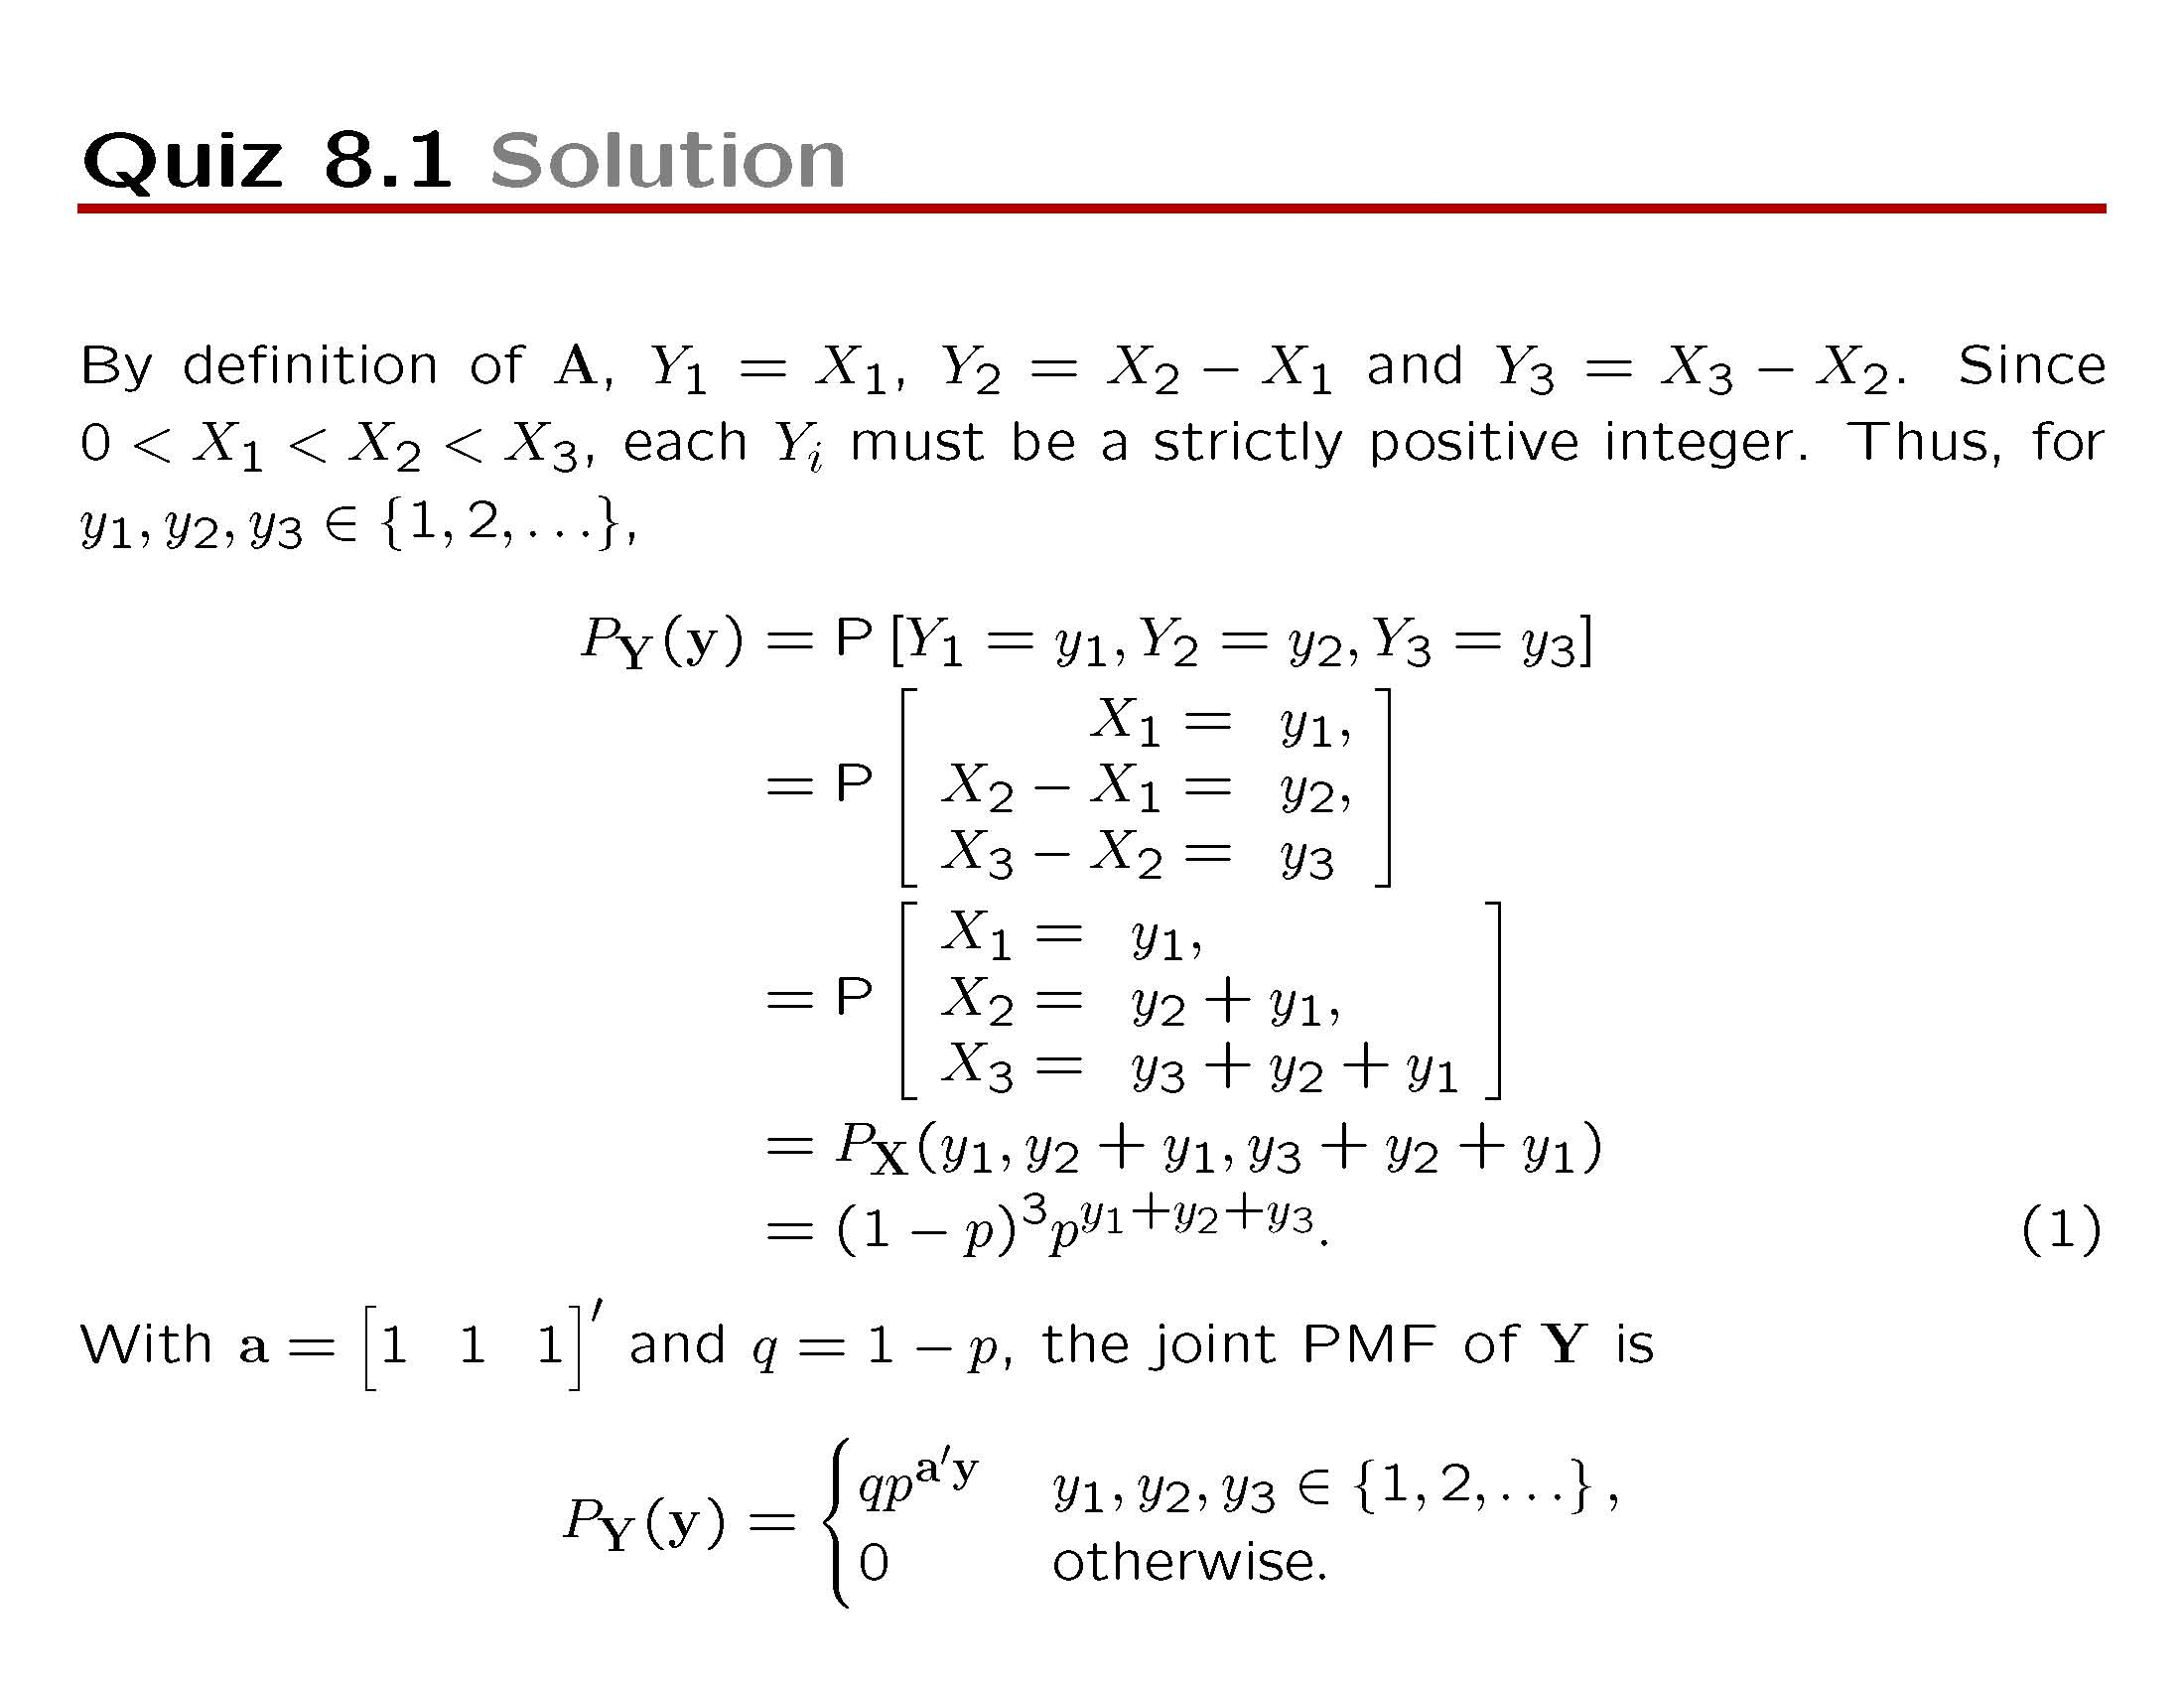 Quiz 8.1 Solution
By definition of A, Y₁ = X₁, Y₂ = X₂ − X₁ and Y₃ = X₃ − X₂. Since
0 < X₁ < X₂ < X₃, each Yᵢ must be a strictly positive integer. Thus, for
y₁, y₂, y₃ ∈ {1, 2, . . .},
P_Y(y) = P [Y₁ = y₁, Y₂ = y₂, Y₃ = y₃]
X₁ = y₁,
= P [ X₂ − X₁ = y₂, ]
X₃ − X₂ = y₃
X₁ = y₁,
= P [ X₂ = y₂ + y₁, ]
X₃ = y₃ + y₂ + y₁
= P_X(y₁, y₂ + y₁, y₃ + y₂ + y₁)
= (1 − p)³p^{y₁+y₂+y₃}. (1)
With a = [1 1 1]′ and q = 1 − p, the joint PMF of Y is
P_Y(y) = { qp^{a′y} y₁, y₂, y₃ ∈ {1, 2, . . .} ,
0 otherwise.